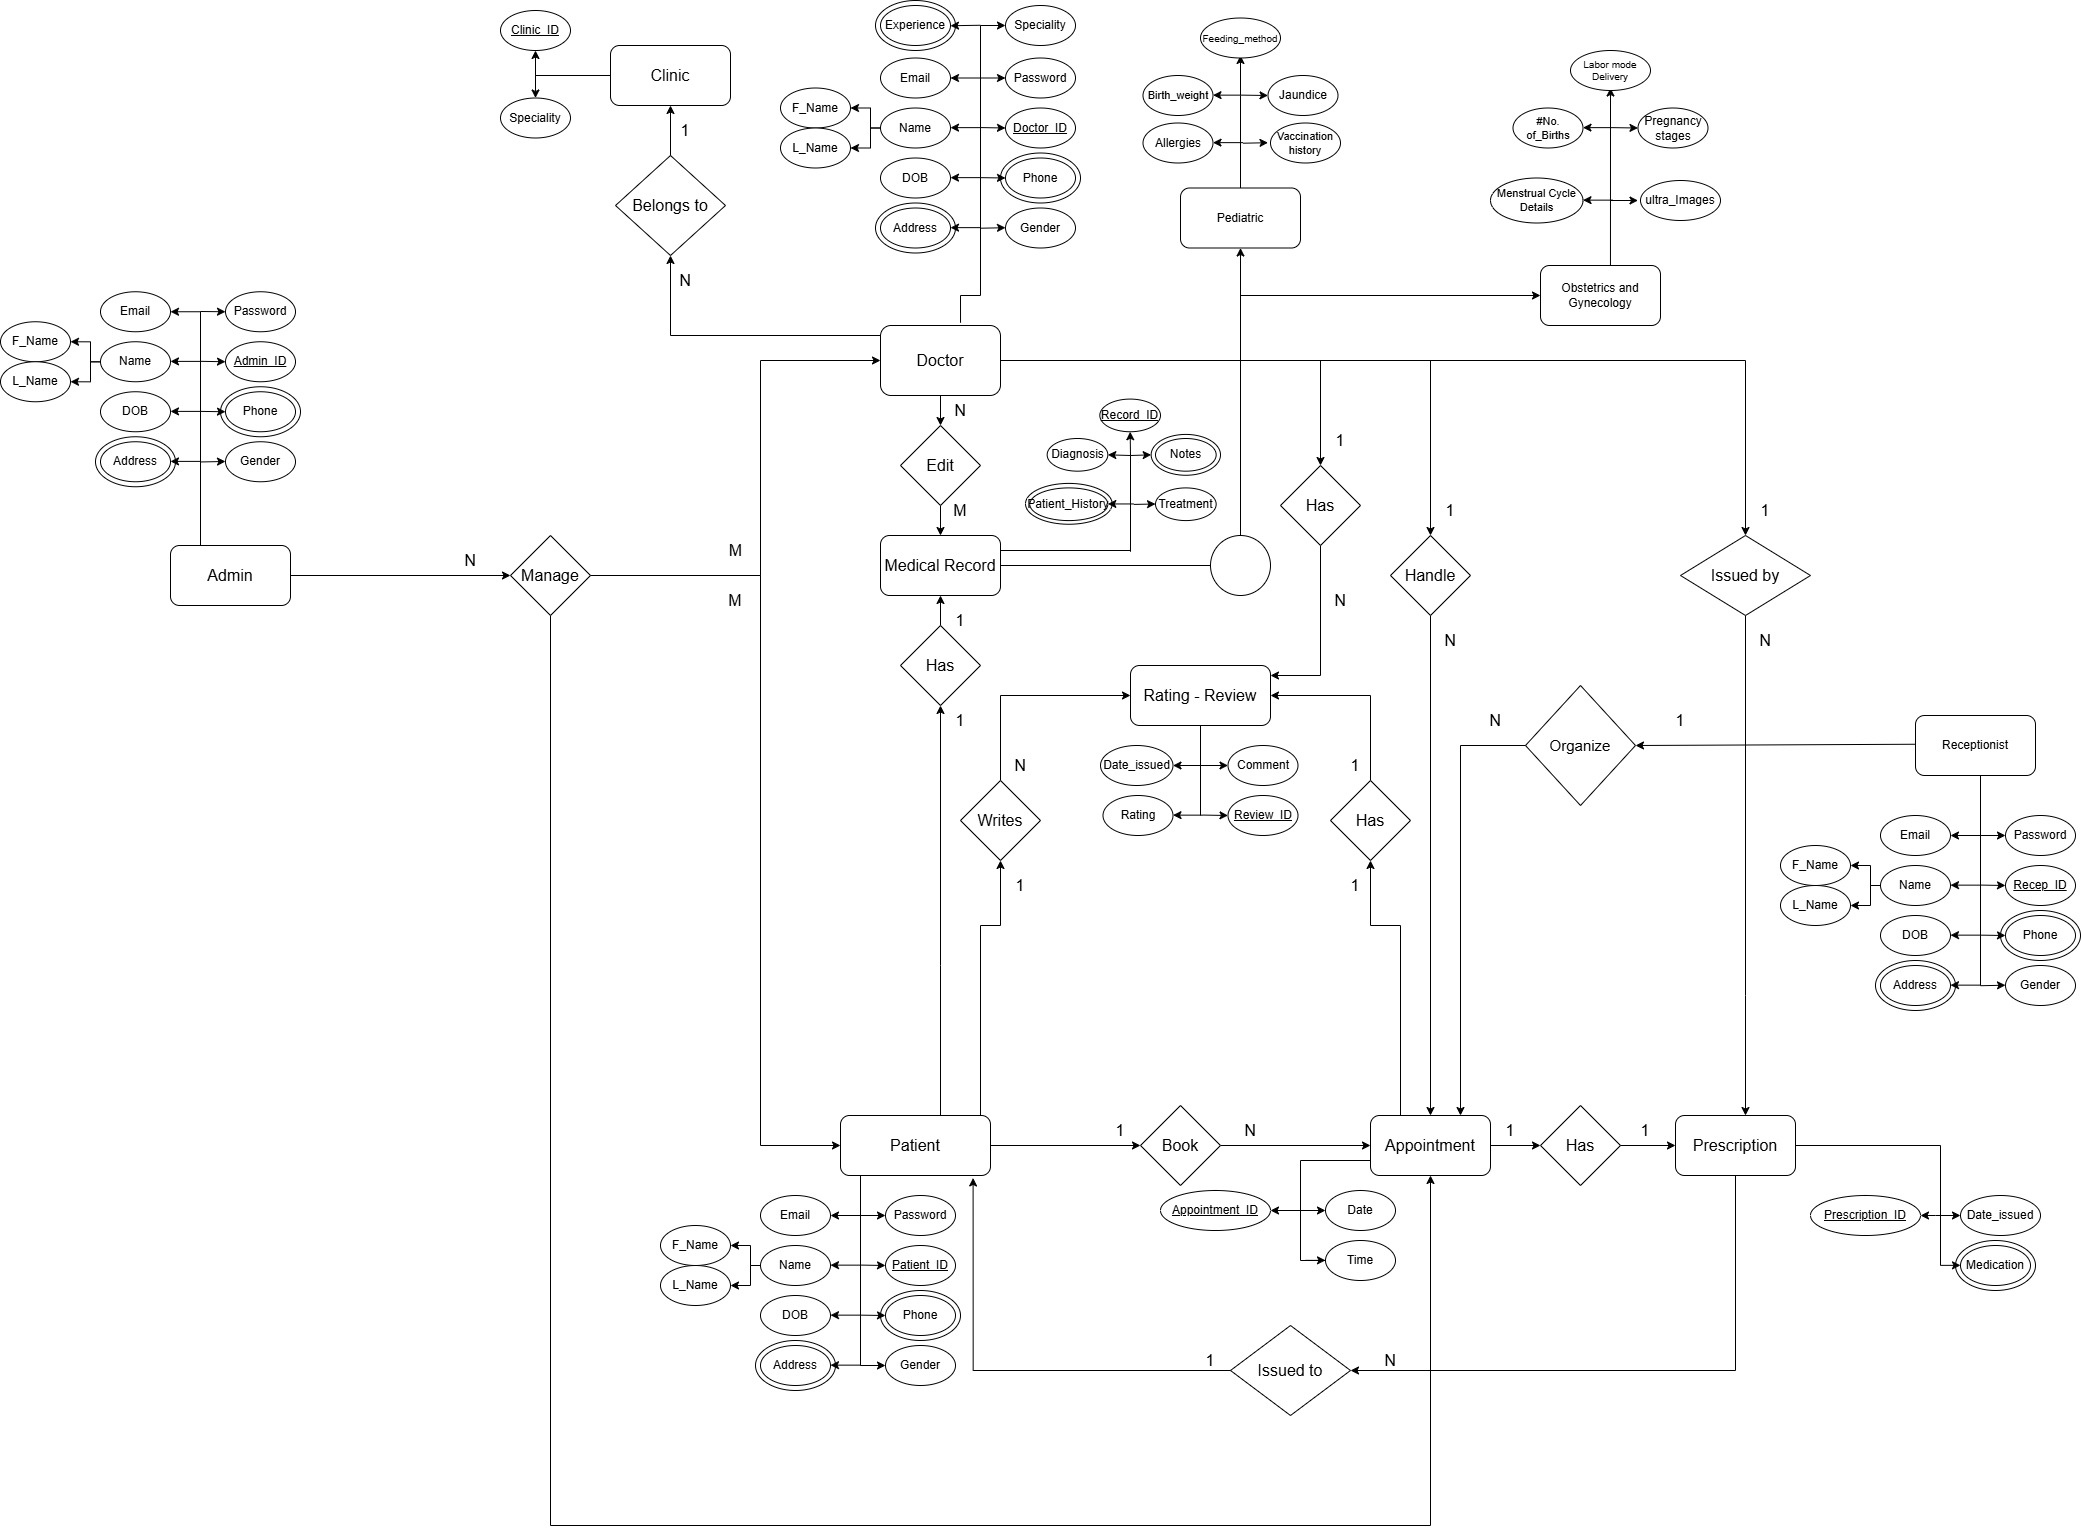 Clinic_ID
Clinic
Speciality
1
Belongs to
N
Experience
Speciality
Email
Password
F_Name
Name
Doctor_ID
L_Name
DOB
Phone
Address
Gender
Feeding_method
Birth_weight
Jaundice
Allergies
Vaccination
history
Pediatric
Labor mode
Delivery
#No.
of_Births
Pregnancy
stages
Menstrual Cycle
Details
ultra_Images
Obstetrics and
Gynecology
Email
Password
F_Name
Name
Admin_ID
L_Name
DOB
Phone
Address
Gender
Admin
N
Manage
M
M
Doctor
N
Edit
M
Record_ID
Diagnosis
Notes
Patient_History
Treatment
Medical Record
1
Has
1
1
Has
N
1
Handle
N
1
Issued by
N
Rating - Review
Date_issued
Comment
Rating
Review_ID
N
Writes
1
1
Has
1
N
Organize
1
Receptionist
Email
Password
F_Name
Name
Recep_ID
L_Name
DOB
Phone
Address
Gender
Patient
1
Book
N
Appointment
1
Has
1
Prescription
Email
Password
F_Name
Name
Patient_ID
L_Name
DOB
Phone
Address
Gender
Appointment_ID
Date
Time
Prescription_ID
Date_issued
Medication
1
Issued to
N